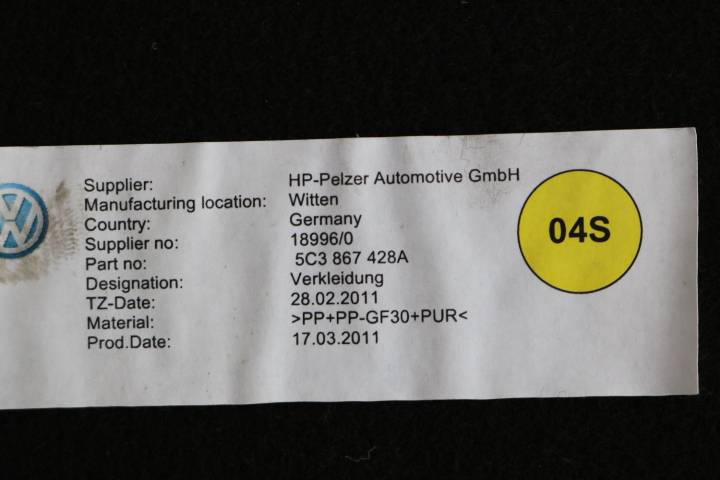 Supplier: HP-Pelzer Automotive GmbH
Manufacturing location: Witten
Country: Germany
Supplier no: 18996/0
Part no: 5C3 867 428A
Designation: Verkleidung
TZ-Date: 28.02.2011
Material: >PP+PP-GF30+PUR<
Prod.Date: 17.03.2011
04S
VW